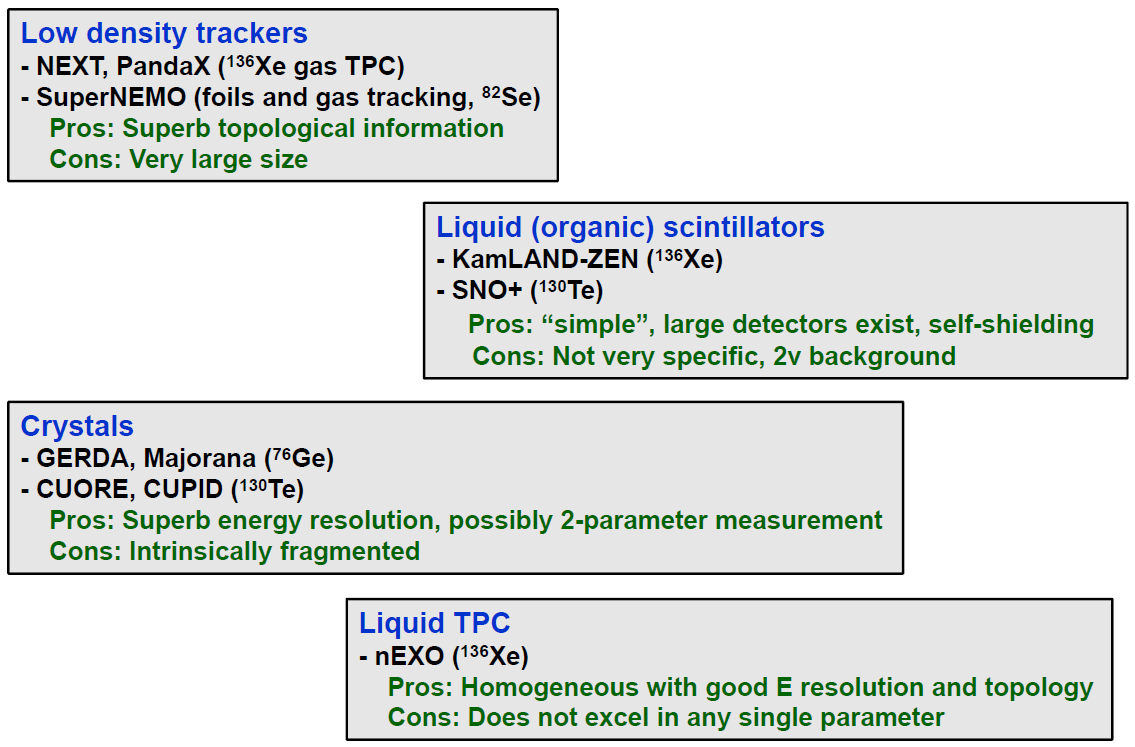 Low density trackers
- NEXT, PandaX (¹³⁶Xe gas TPC)
- SuperNEMO (foils and gas tracking, ⁸²Se)
Pros: Superb topological information
Cons: Very large size
Liquid (organic) scintillators
- KamLAND-ZEN (¹³⁶Xe)
- SNO+ (¹³⁰Te)
Pros: “simple”, large detectors exist, self-shielding
Cons: Not very specific, 2v background
Crystals
- GERDA, Majorana (⁷⁶Ge)
- CUORE, CUPID (¹³⁰Te)
Pros: Superb energy resolution, possibly 2-parameter measurement
Cons: Intrinsically fragmented
Liquid TPC
- nEXO (¹³⁶Xe)
Pros: Homogeneous with good E resolution and topology
Cons: Does not excel in any single parameter